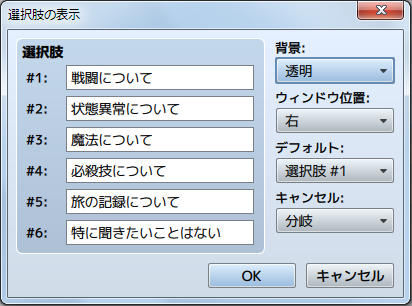 選択肢の表示
選択肢
#1: 戦闘について
#2: 状態異常について
#3: 魔法について
#4: 必殺技について
#5: 旅の記録について
#6: 特に聞きたいことはない
背景:
透明
ウィンドウ位置:
右
デフォルト:
選択肢 #1
キャンセル:
分岐
OK
キャンセル